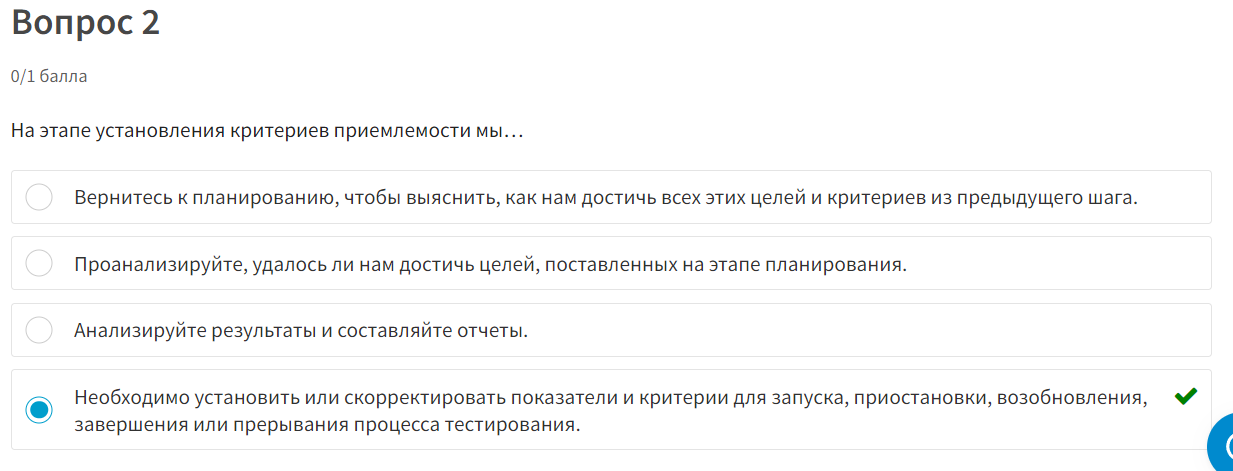 Вопрос 2
0/1 балла
На этапе установления критериев приемлемости мы…
Вернитесь к планированию, чтобы выяснить, как нам достичь всех этих целей и критериев из предыдущего шага.
Проанализируйте, удалось ли нам достичь целей, поставленных на этапе планирования.
Анализируйте результаты и составляйте отчеты.
Необходимо установить или скорректировать показатели и критерии для запуска, приостановки, возобновления,
завершения или прерывания процесса тестирования.